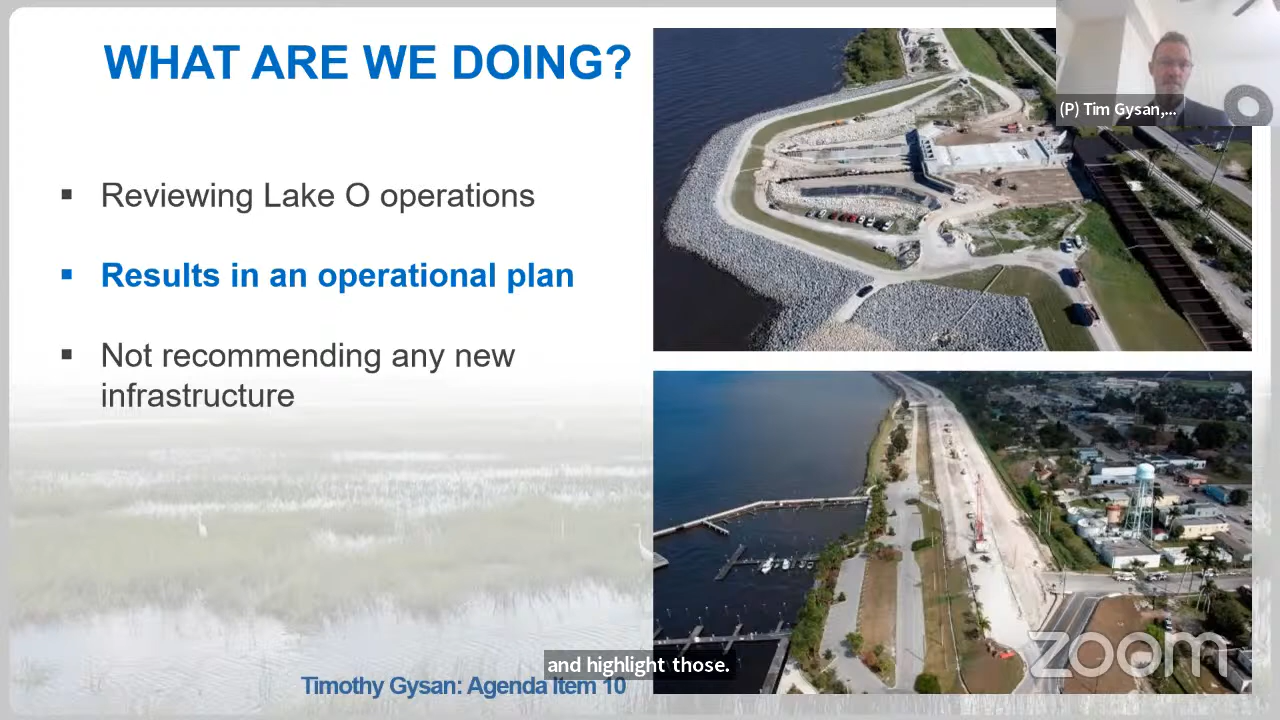 WHAT ARE WE DOING?
(P) Tim Gysan,...
Reviewing Lake O operations
Results in an operational plan
Not recommending any new
infrastructure
and highlight those.
Timothy Gysan: Agenda Item 10
zoom